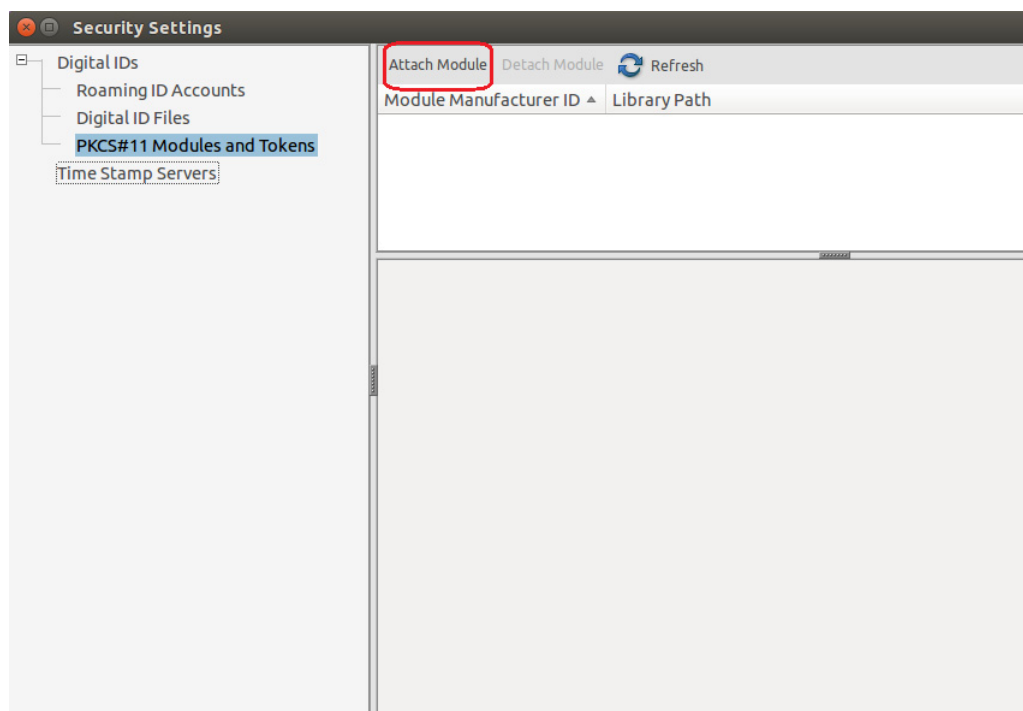 Security Settings
Digital IDs
Roaming ID Accounts
Digital ID Files
PKCS#11 Modules and Tokens
Time Stamp Servers
Attach Module Detach Module Refresh
Module Manufacturer ID Library Path